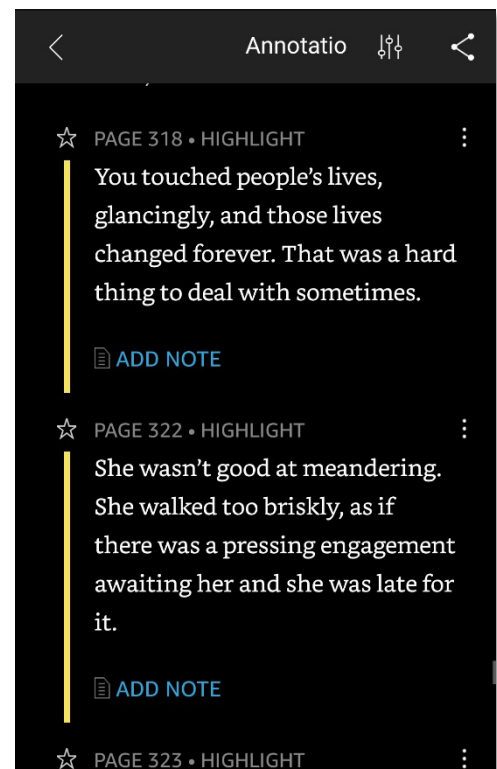 Annotatio
PAGE 318 • HIGHLIGHT
You touched people’s lives,
glancingly, and those lives
changed forever. That was a hard
thing to deal with sometimes.
ADD NOTE
PAGE 322 • HIGHLIGHT
She wasn’t good at meandering.
She walked too briskly, as if
there was a pressing engagement
awaiting her and she was late for
it.
ADD NOTE
PAGE 323 • HIGHLIGHT